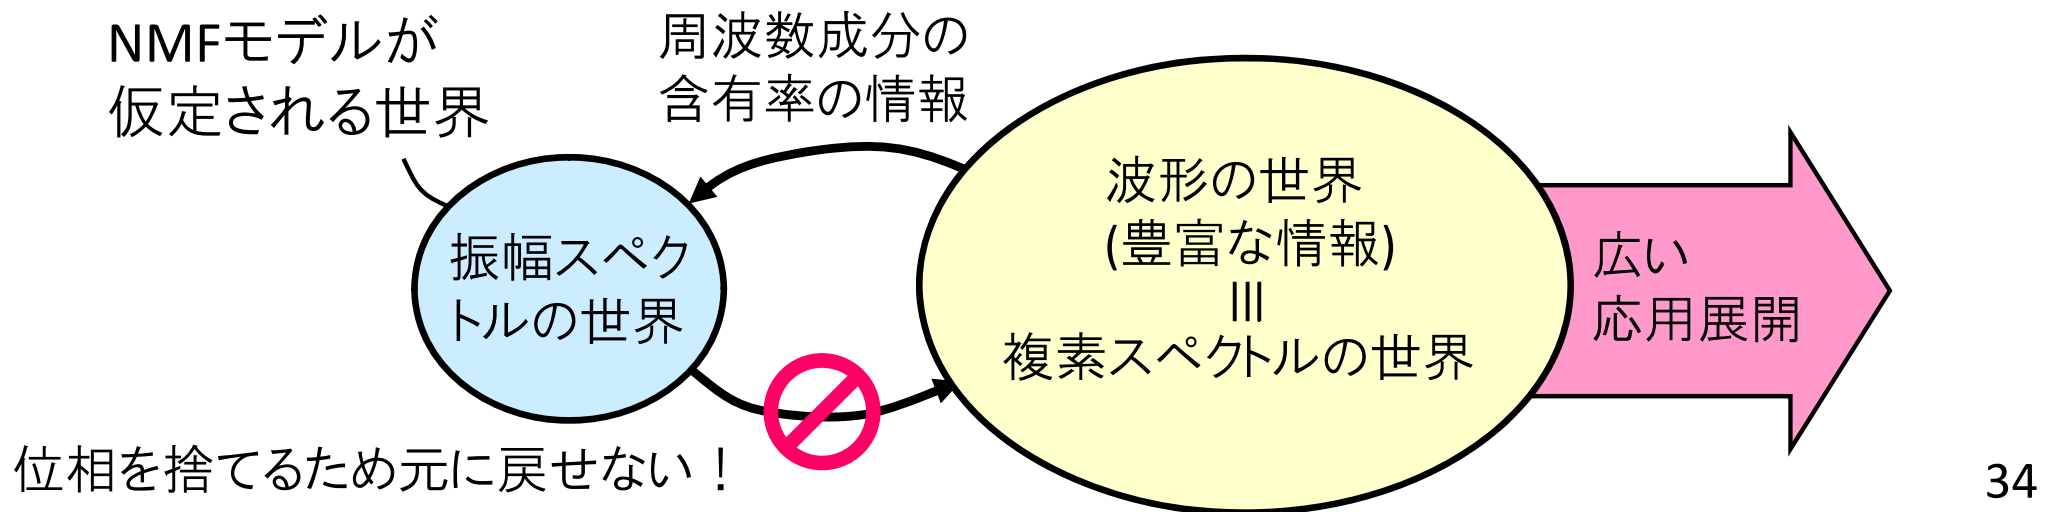 NMFモデルが
仮定される世界
周波数成分の
含有率の情報
振幅スペク
トルの世界
波形の世界
(豊富な情報)
|||
複素スペクトルの世界
広い
応用展開
位相を捨てるため元に戻せない！
34